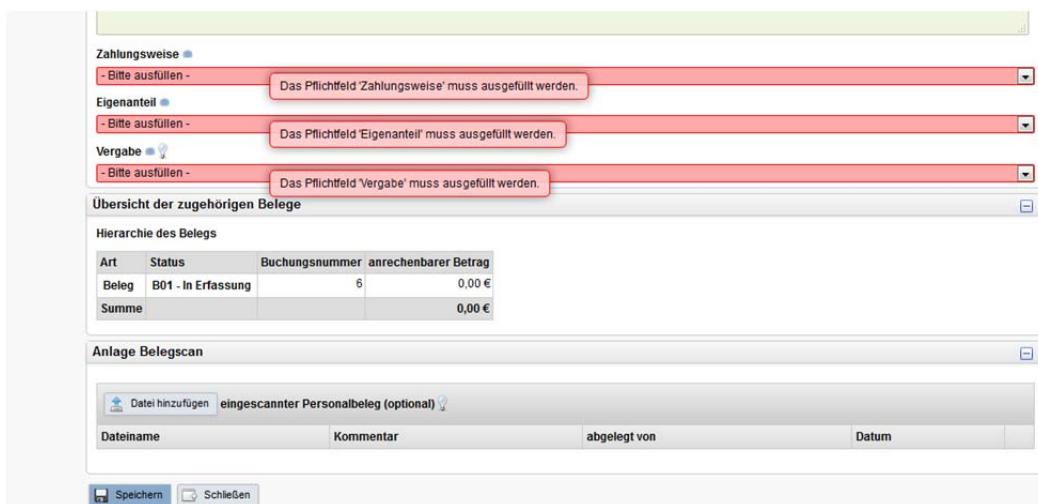 Zahlungsweise
- Bitte ausfüllen -
Das Pflichtfeld 'Zahlungsweise' muss ausgefüllt werden.
Eigenanteil
- Bitte ausfüllen -
Das Pflichtfeld 'Eigenanteil' muss ausgefüllt werden.
Vergabe
- Bitte ausfüllen -
Das Pflichtfeld 'Vergabe' muss ausgefüllt werden.
Übersicht der zugehörigen Belege
Hierarchie des Belegs
Art Status Buchungsnummer anrechenbarer Betrag
Beleg B01 - In Erfassung 6 0,00 €
Summe 0,00 €
Anlage Belegscan
Datei hinzufügen eingescannter Personalbeleg (optional)
Dateiname Kommentar abgelegt von Datum
Speichern Schließen